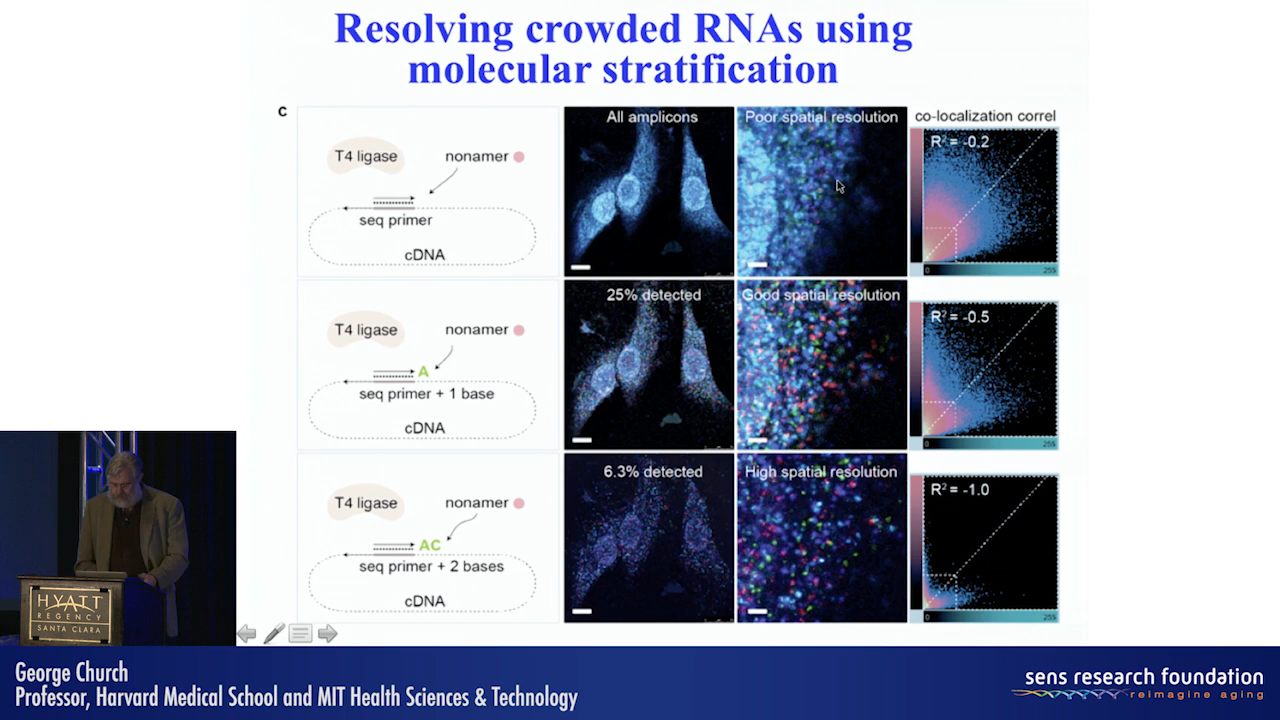 Resolving crowded RNAs using
molecular stratification
c
T4 ligase
nonamer
seq primer
cDNA
All amplicons
Poor spatial resolution
co-localization correl
R² = -0.2
0
255
T4 ligase
nonamer
A
seq primer + 1 base
cDNA
25% detected
Good spatial resolution
R² = -0.5
0
255
T4 ligase
nonamer
AC
seq primer + 2 bases
cDNA
6.3% detected
High spatial resolution
R² = -1.0
0
255
HYATT
REGENCY
SANTA CLARA
George Church
Professor, Harvard Medical School and MIT Health Sciences & Technology
sens research foundation
reimagine aging